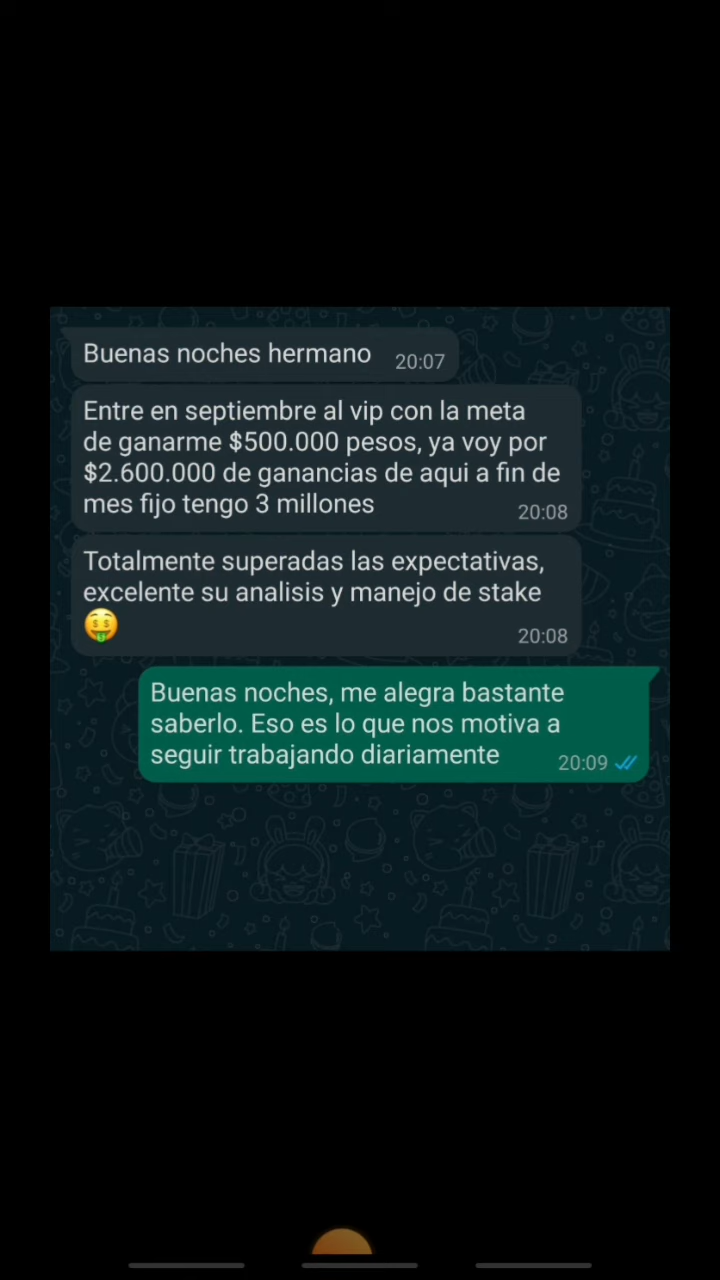 Buenas noches hermano 20:07
Entre en septiembre al vip con la meta
de ganarme $500.000 pesos, ya voy por
$2.600.000 de ganancias de aqui a fin de
mes fijo tengo 3 millones 20:08
Totalmente superadas las expectativas,
excelente su analisis y manejo de stake
🤑 20:08
Buenas noches, me alegra bastante
saberlo. Eso es lo que nos motiva a
seguir trabajando diariamente 20:09